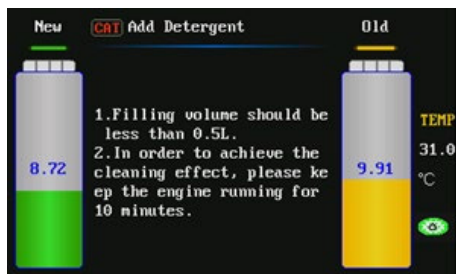 New
CAT Add Detergent
Old
1.Filling volume should be
less than 0.5L.
2.In order to achieve the
cleaning effect, please ke
ep the engine running for
10 minutes.
8.72
9.91
TEMP
31.0
°C